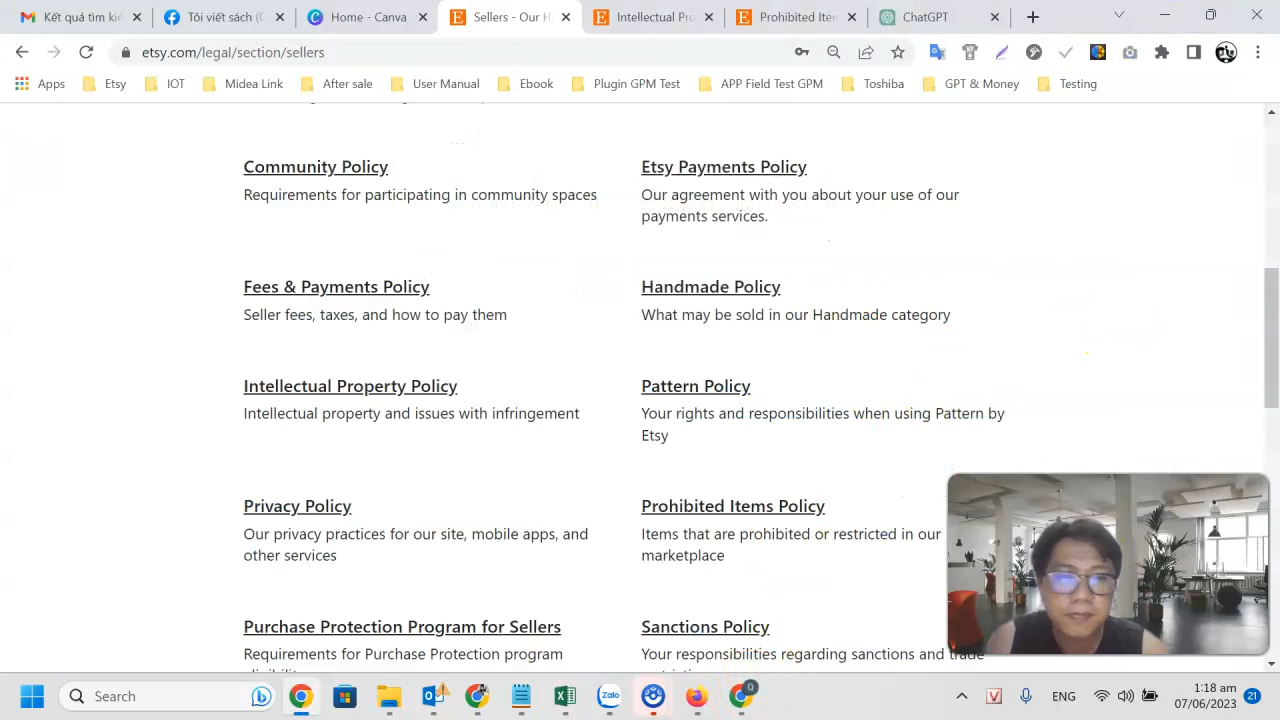 Kết quả tìm kiế
Tôi viết sách (
Home - Canva
Sellers - Our H
Intellectual Pro
Prohibited Iten
ChatGPT
etsy.com/legal/section/sellers
Apps
Etsy
IOT
Midea Link
After sale
User Manual
Ebook
Plugin GPM Test
APP Field Test GPM
Toshiba
GPT & Money
Testing
Community Policy
Requirements for participating in community spaces
Etsy Payments Policy
Our agreement with you about your use of our
payments services.
Fees & Payments Policy
Seller fees, taxes, and how to pay them
Handmade Policy
What may be sold in our Handmade category
Intellectual Property Policy
Intellectual property and issues with infringement
Pattern Policy
Your rights and responsibilities when using Pattern by
Etsy
Privacy Policy
Our privacy practices for our site, mobile apps, and
other services
Prohibited Items Policy
Items that are prohibited or restricted in our
marketplace
Purchase Protection Program for Sellers
Requirements for Purchase Protection program
Sanctions Policy
Your responsibilities regarding sanctions and trade
Search
Zalo
Q
V
ENG
1:18 am
07/06/2023
21